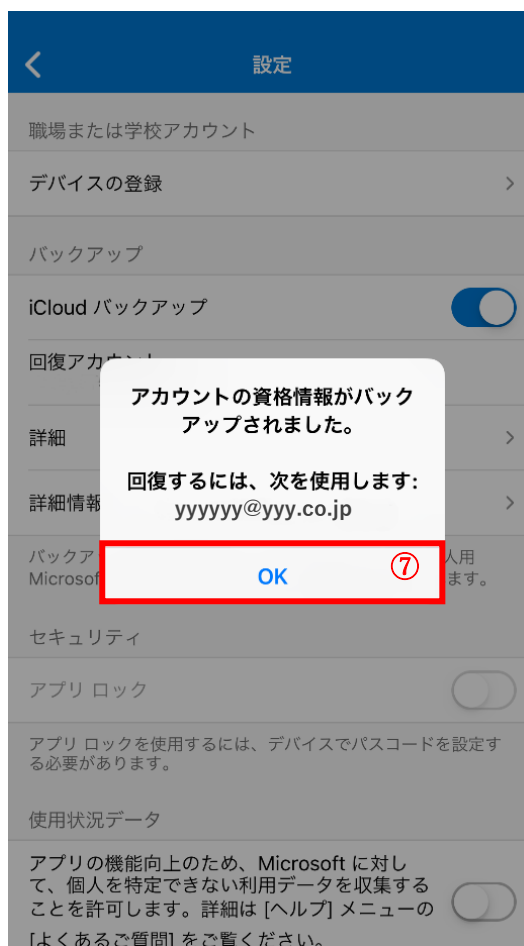 設定
職場または学校アカウント
デバイスの登録
バックアップ
iCloud バックアップ
回復アカウント
アカウントの資格情報がバック
アップされました。
詳細
回復するには、次を使用します:
yyyyyy@yyy.co.jp
詳細情報
バックア
人用
Microsof
ます。
OK
⑦
セキュリティ
アプリ ロック
アプリ ロックを使用するには、デバイスでパスコードを設定す
る必要があります。
使用状況データ
アプリの機能向上のため、Microsoft に対し
て、個人を特定できない利用データを収集する
ことを許可します。詳細は [ヘルプ] メニューの
[よくあるご質問] をご覧ください。